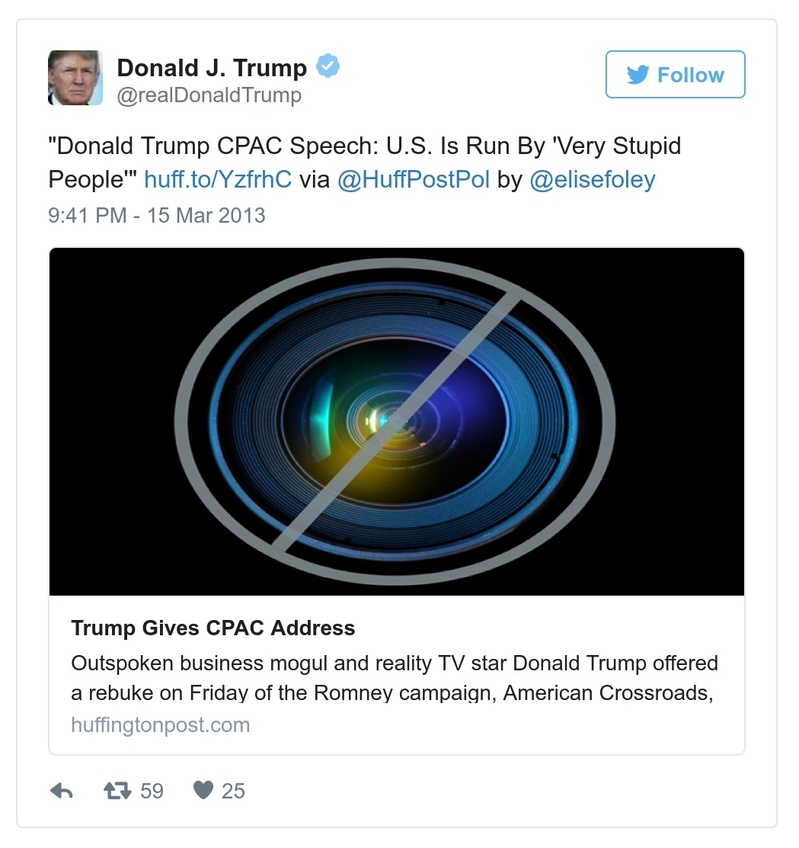 Donald J. Trump
@realDonaldTrump
Follow
"Donald Trump CPAC Speech: U.S. Is Run By 'Very Stupid
People'" huff.to/YzfrhC via @HuffPostPol by @elisefoley
9:41 PM - 15 Mar 2013
Trump Gives CPAC Address
Outspoken business mogul and reality TV star Donald Trump offered
a rebuke on Friday of the Romney campaign, American Crossroads,
huffingtonpost.com
59
25